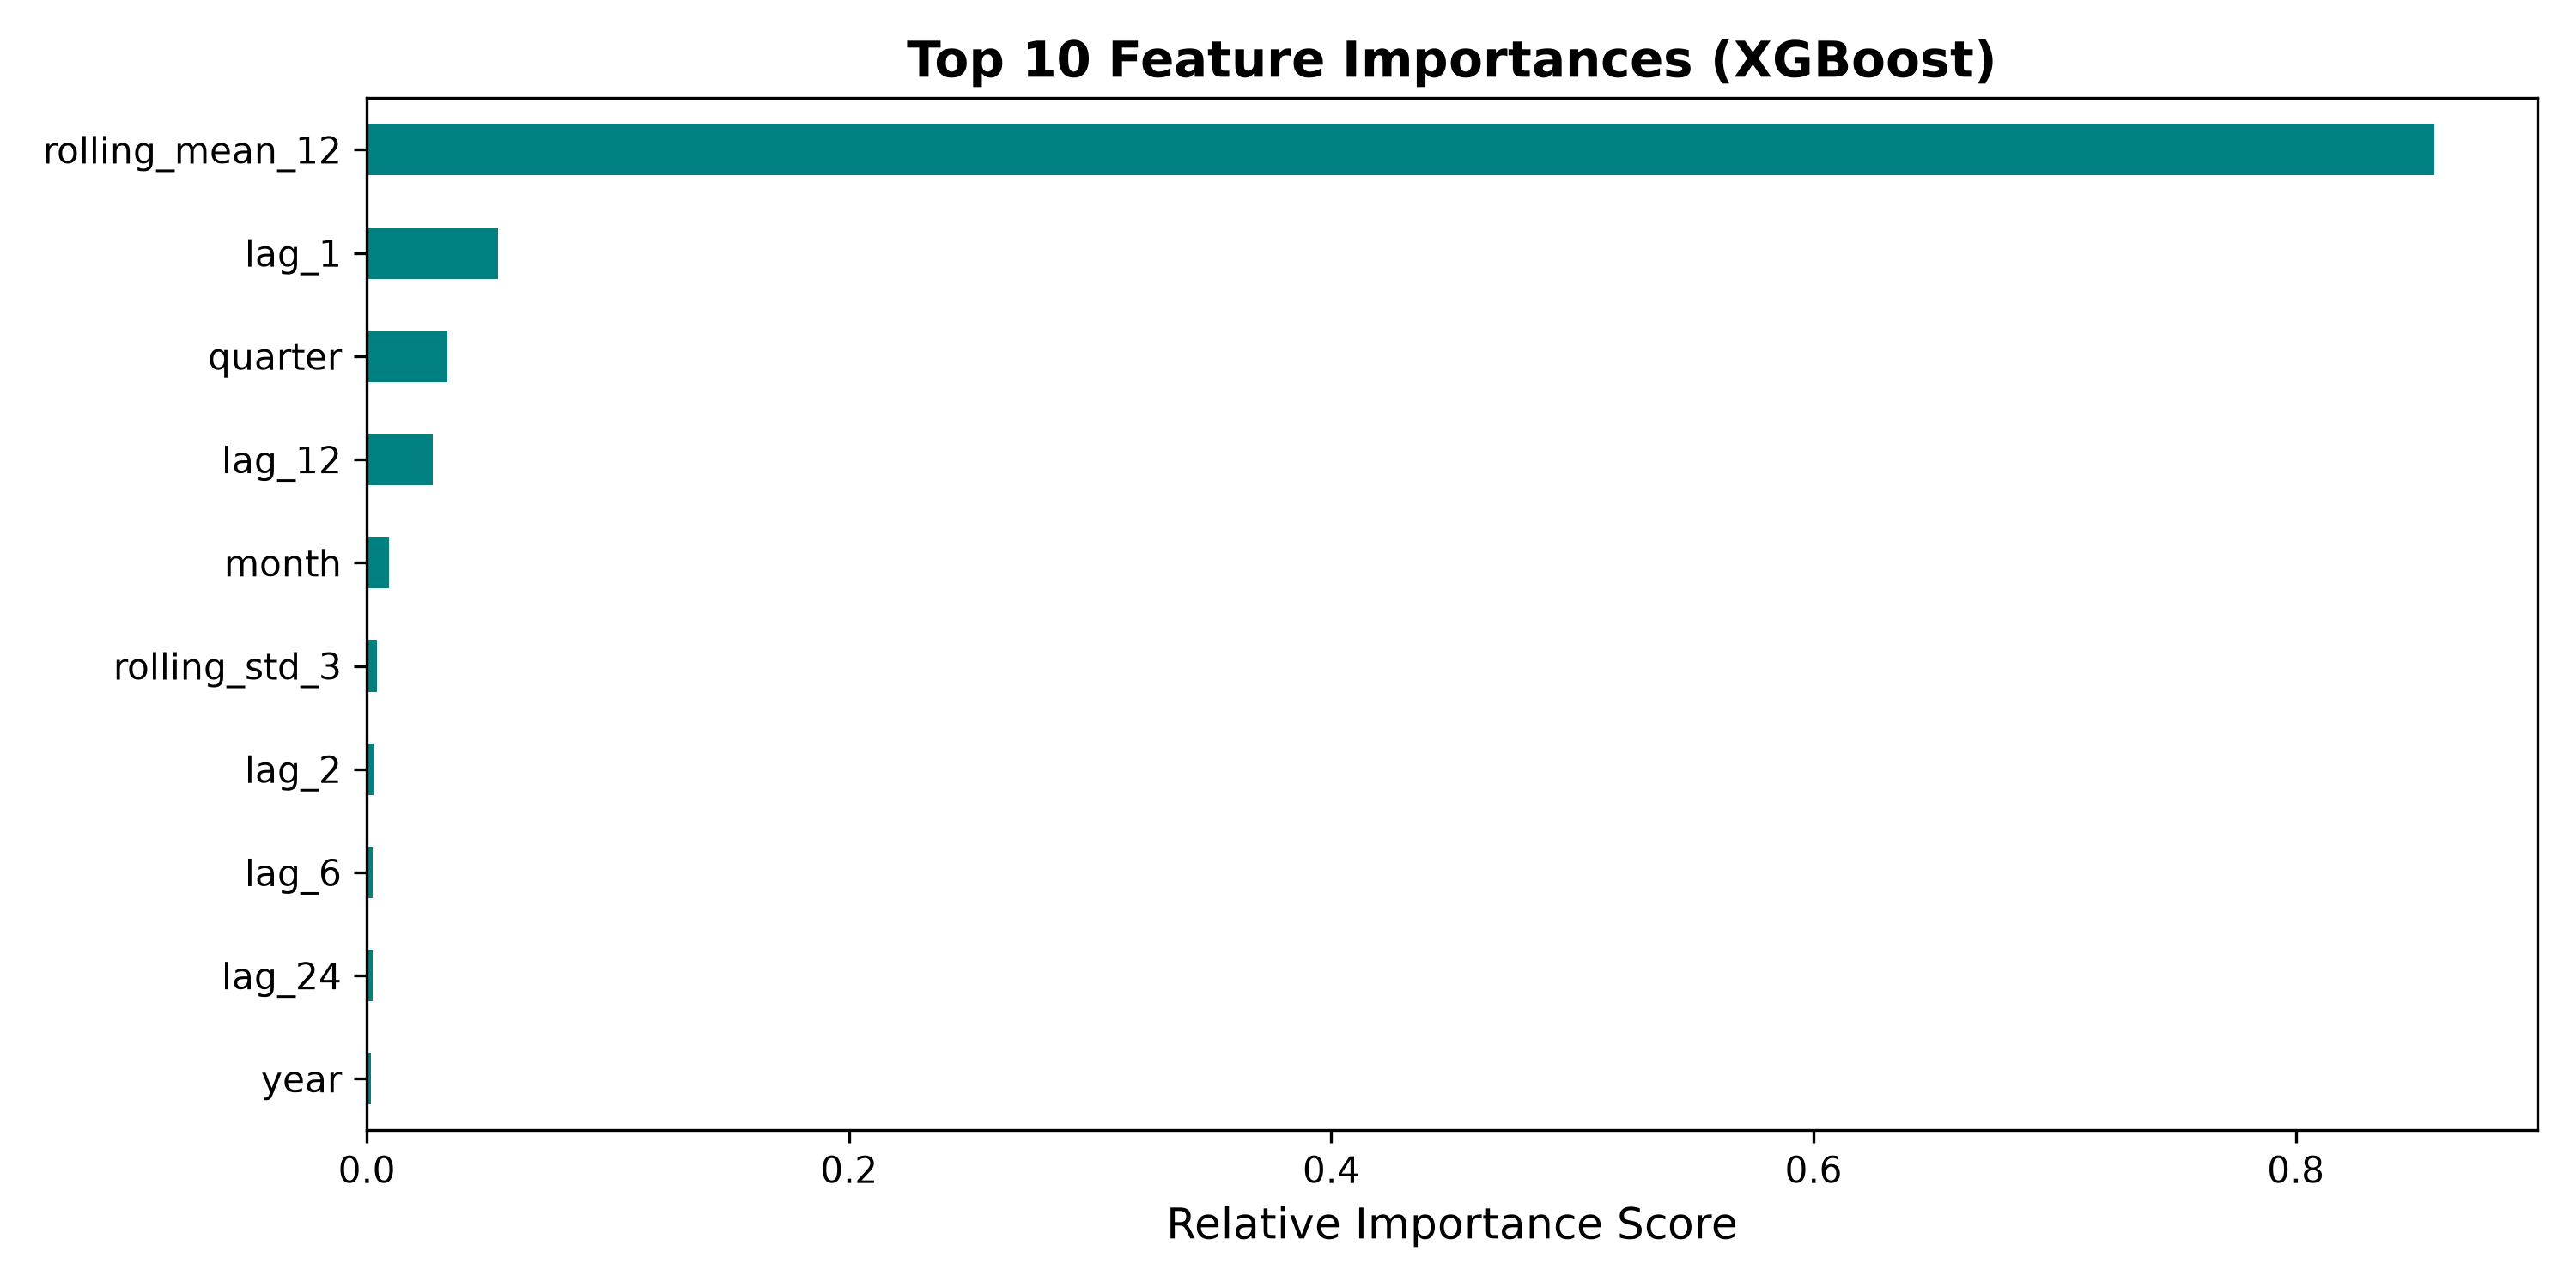 Top 10 Feature Importances (XGBoost)
rolling_mean_12
lag_1
quarter
lag_12
month
rolling_std_3
lag_2
lag_6
lag_24
year
0.0 0.2 0.4 0.6 0.8
Relative Importance Score